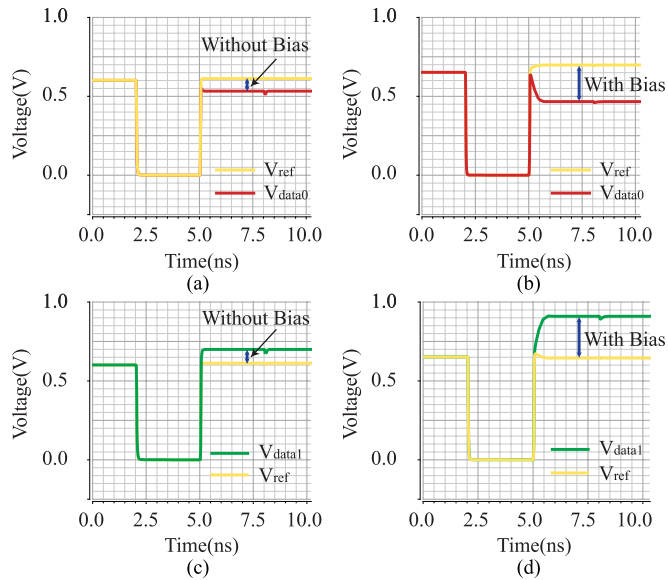 1.0
0.5
0.0
Voltage(V)
Without Bias
Vref
Vdata0
0.0 2.5 5.0 7.5 10.0
Time(ns)
(a)
1.0
0.5
0.0
Voltage(V)
With Bias
Vref
Vdata0
0.0 2.5 5.0 7.5 10.0
Time(ns)
(b)
1.0
0.5
0.0
Voltage(V)
Without Bias
Vdata1
Vref
0.0 2.5 5.0 7.5 10.0
Time(ns)
(c)
1.0
0.5
0.0
Voltage(V)
With Bias
Vdata1
Vref
0.0 2.5 5.0 7.5 10.0
Time(ns)
(d)